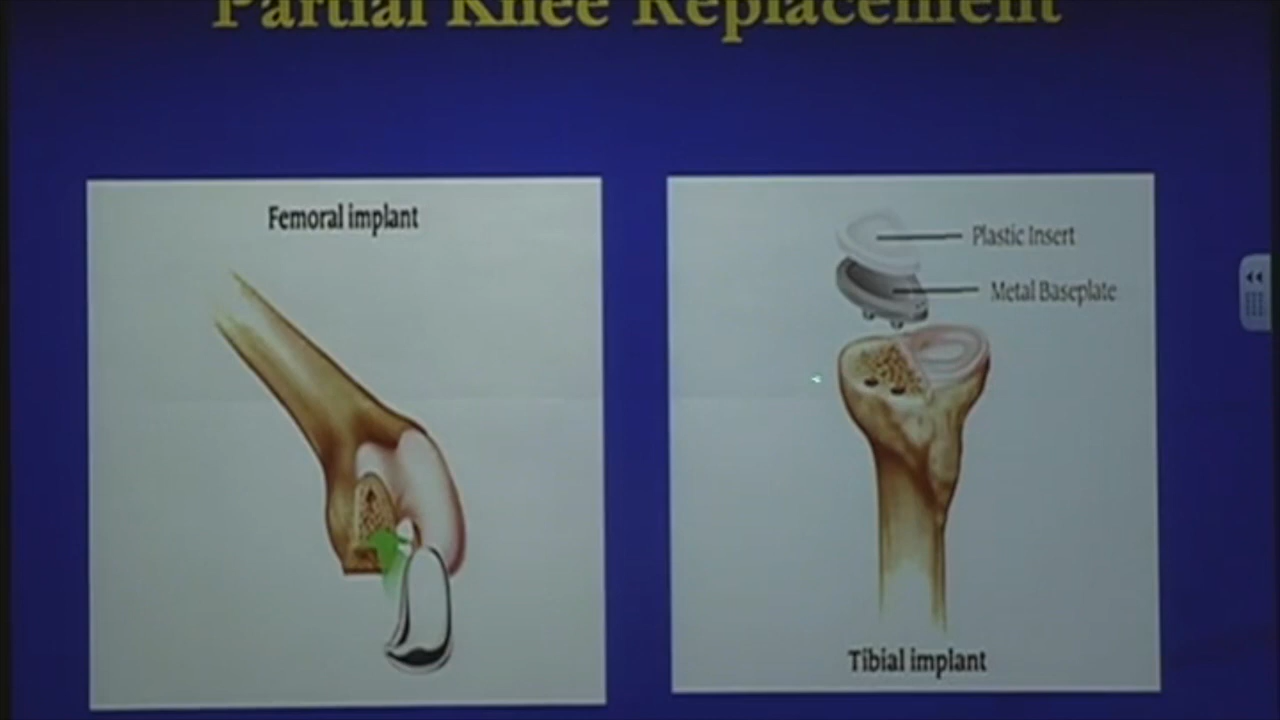 Partial Knee Replacement
Femoral implant
Plastic Insert
Metal Baseplate
Tibial implant